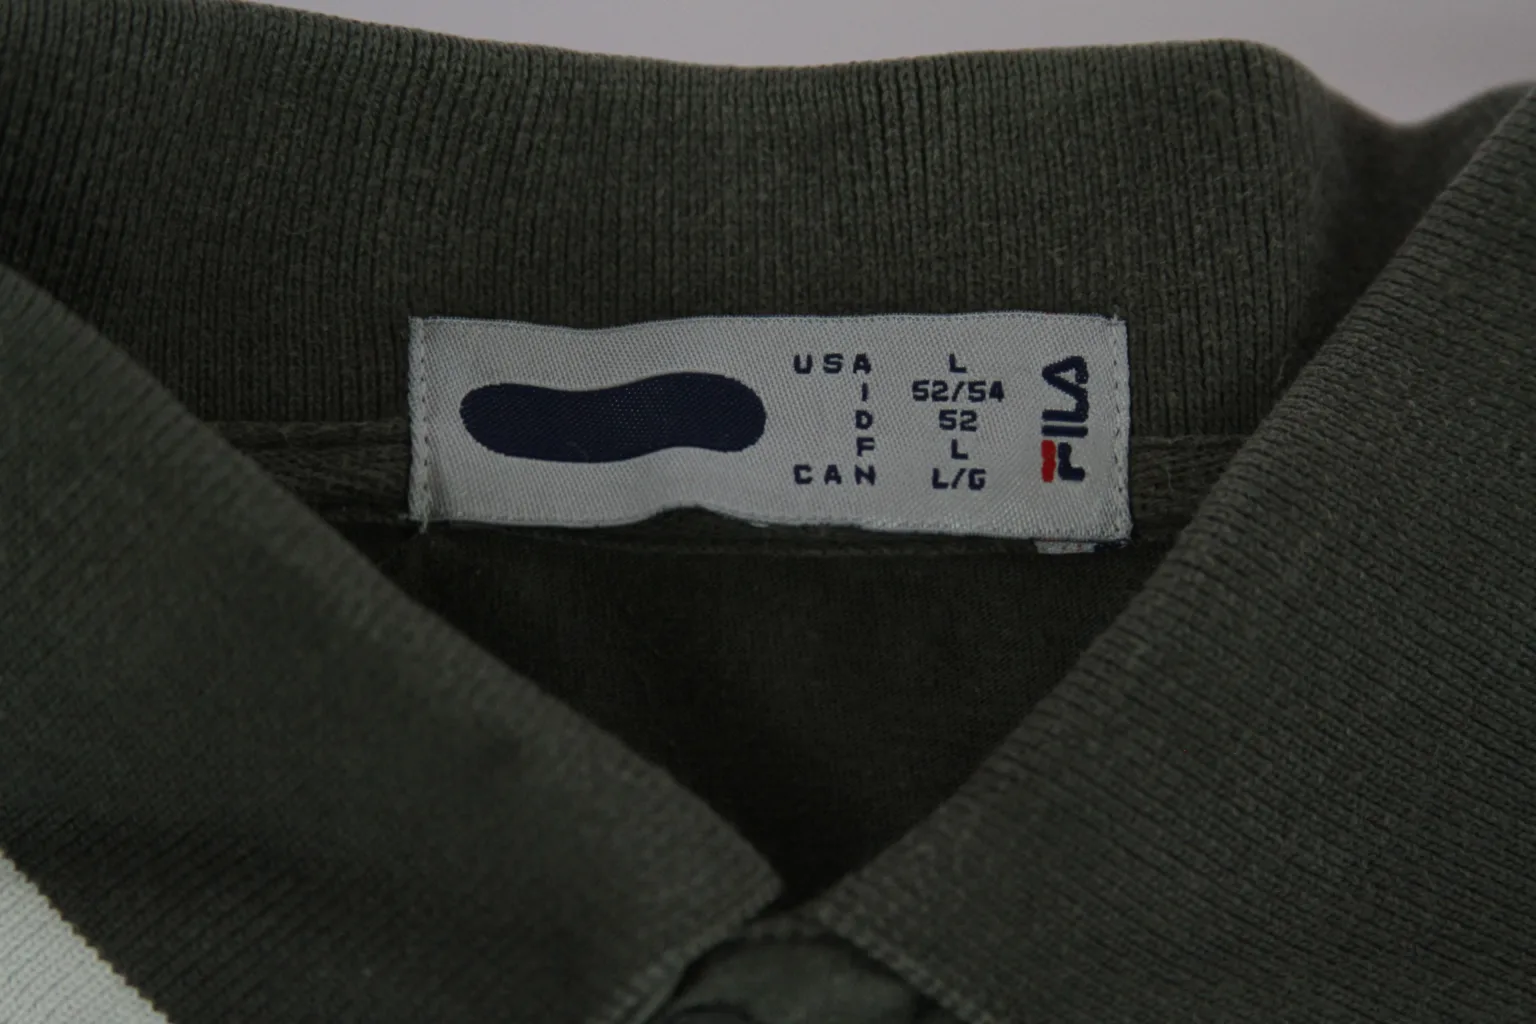 USA L
I 52/54
D 52
F L
CAN L/G
FILA